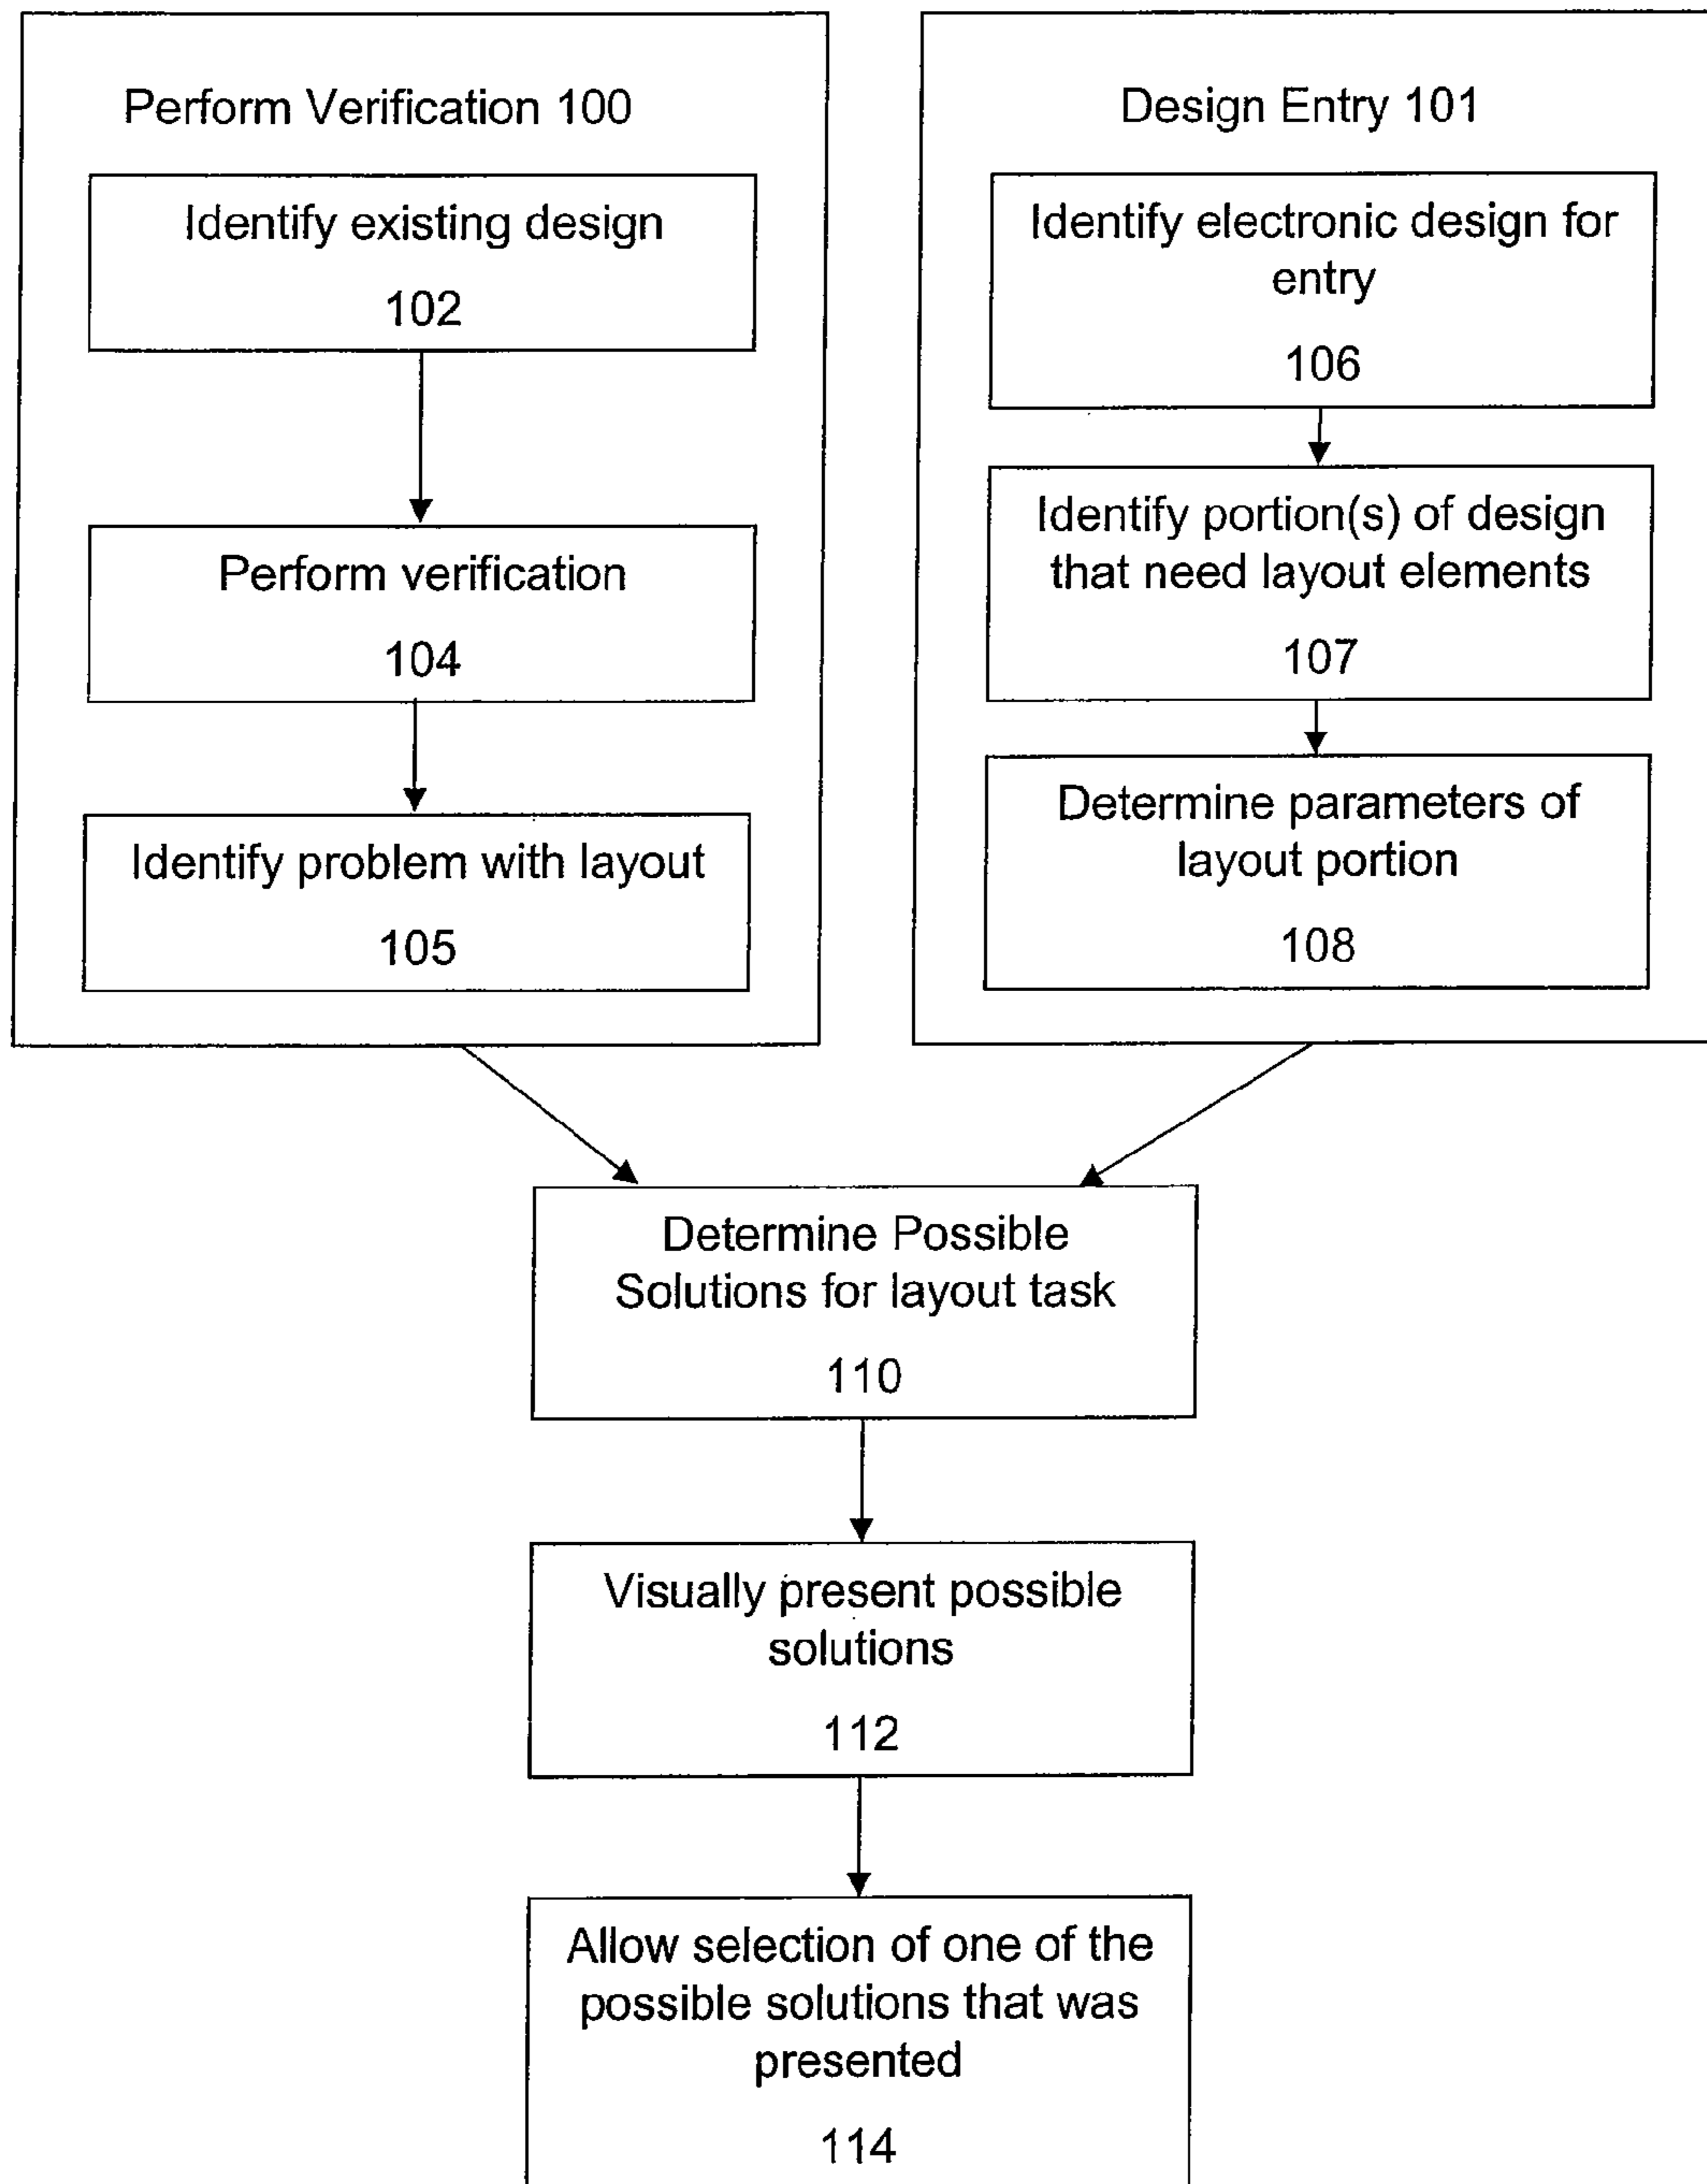 Perform Verification 100
Identify existing design
102
Perform verification
104
Identify problem with layout
105
Design Entry 101
Identify electronic design for
entry
106
Identify portion(s) of design
that need layout elements
107
Determine parameters of
layout portion
108
Determine Possible
Solutions for layout task
110
Visually present possible
solutions
112
Allow selection of one of the
possible solutions that was
presented
114